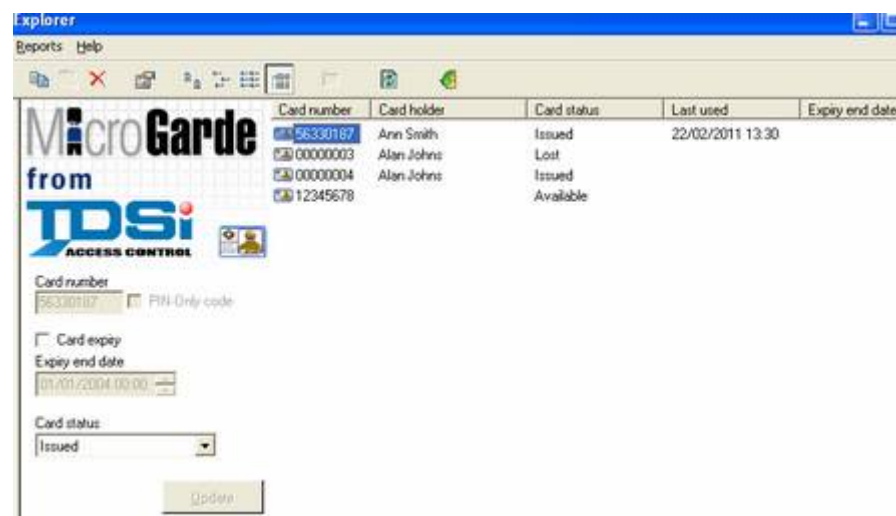 Explorer
Reports Help
Card number Card holder Card status Last used Expiry end date
56330187 Ann Smith Issued 22/02/2011 13:30
00000003 Alan Johns Lost
00000004 Alan Johns Issued
12345678 Available
MicroGarde
from
TDSi
ACCESS CONTROL
Card number
56330187 PIN-Only code
Card expiry
Expiry end date
01/01/2004 00:00
Card status
Issued
Update